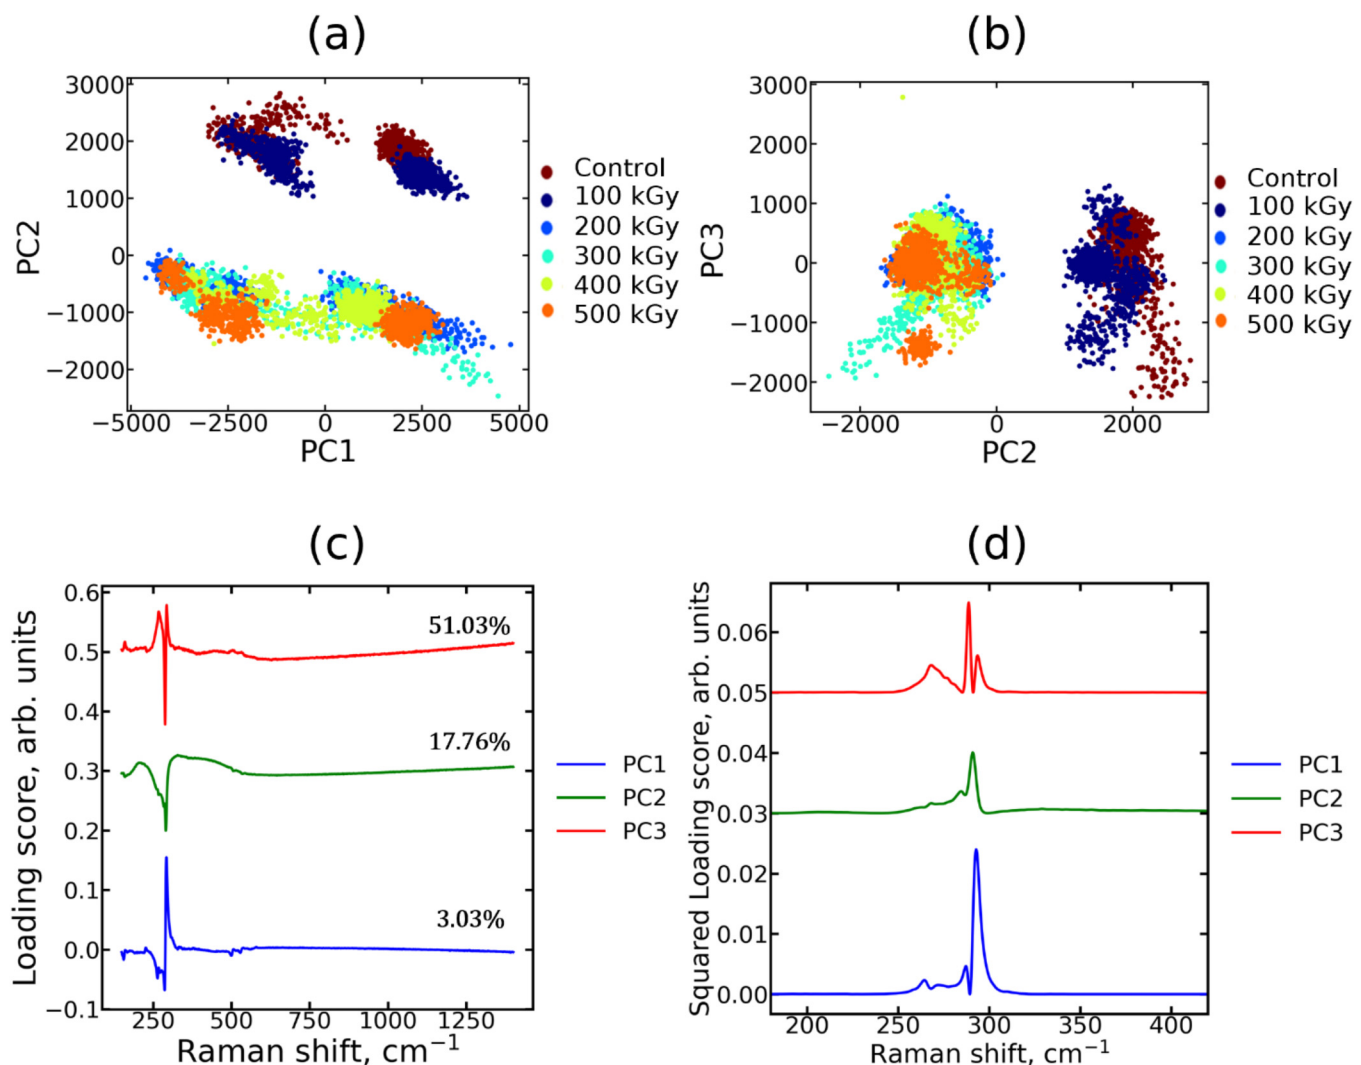 (a)
3000
2000
1000
0
−1000
−2000
PC2
−5000 −2500 0 2500 5000
PC1
Control
100 kGy
200 kGy
300 kGy
400 kGy
500 kGy
(b)
3000
2000
1000
0
−1000
−2000
PC3
−2000 0 2000
PC2
Control
100 kGy
200 kGy
300 kGy
400 kGy
500 kGy
(c)
0.6
0.5
0.4
0.3
0.2
0.1
0.0
−0.1
Loading score, arb. units
51.03%
17.76%
3.03%
250 500 750 1000 1250
Raman shift, cm−1
PC1
PC2
PC3
(d)
0.06
0.05
0.04
0.03
0.02
0.01
0.00
Squared Loading score, arb. units
200 250 300 350 400
Raman shift, cm−1
PC1
PC2
PC3